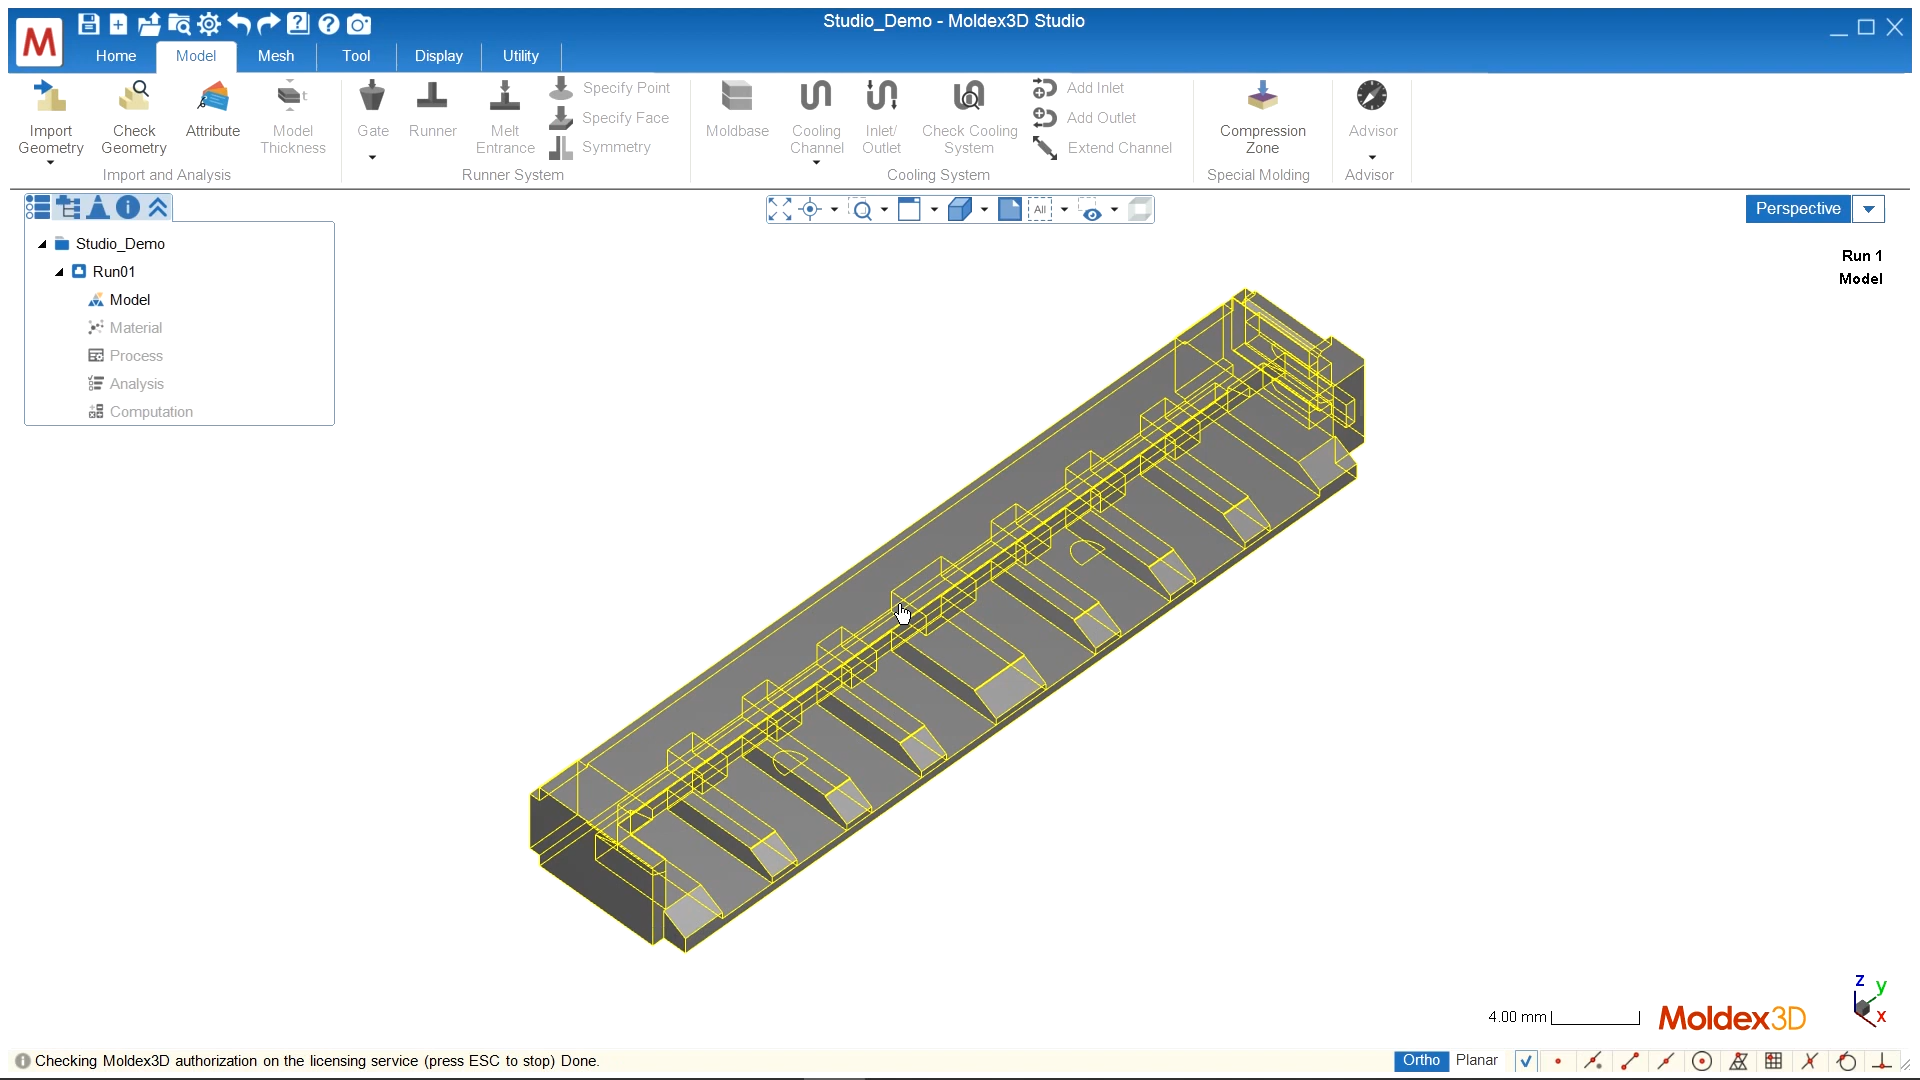 Studio_Demo - Moldex3D Studio
M
Home
Model
Mesh
Tool
Display
Utility
Import Geometry
Check Geometry
Attribute
Model Thickness
Import and Analysis
Gate
Runner
Melt Entrance
Specify Point
Specify Face
Symmetry
Runner System
Moldbase
Cooling Channel
Inlet/ Outlet
Check Cooling System
Add Inlet
Add Outlet
Extend Channel
Cooling System
Compression Zone
Special Molding
Advisor
Advisor
All
Perspective
Studio_Demo
Run01
Model
Material
Process
Analysis
Computation
Run 1
Model
4.00 mm
Moldex3D
z
y
x
Checking Moldex3D authorization on the licensing service (press ESC to stop) Done.
Ortho
Planar